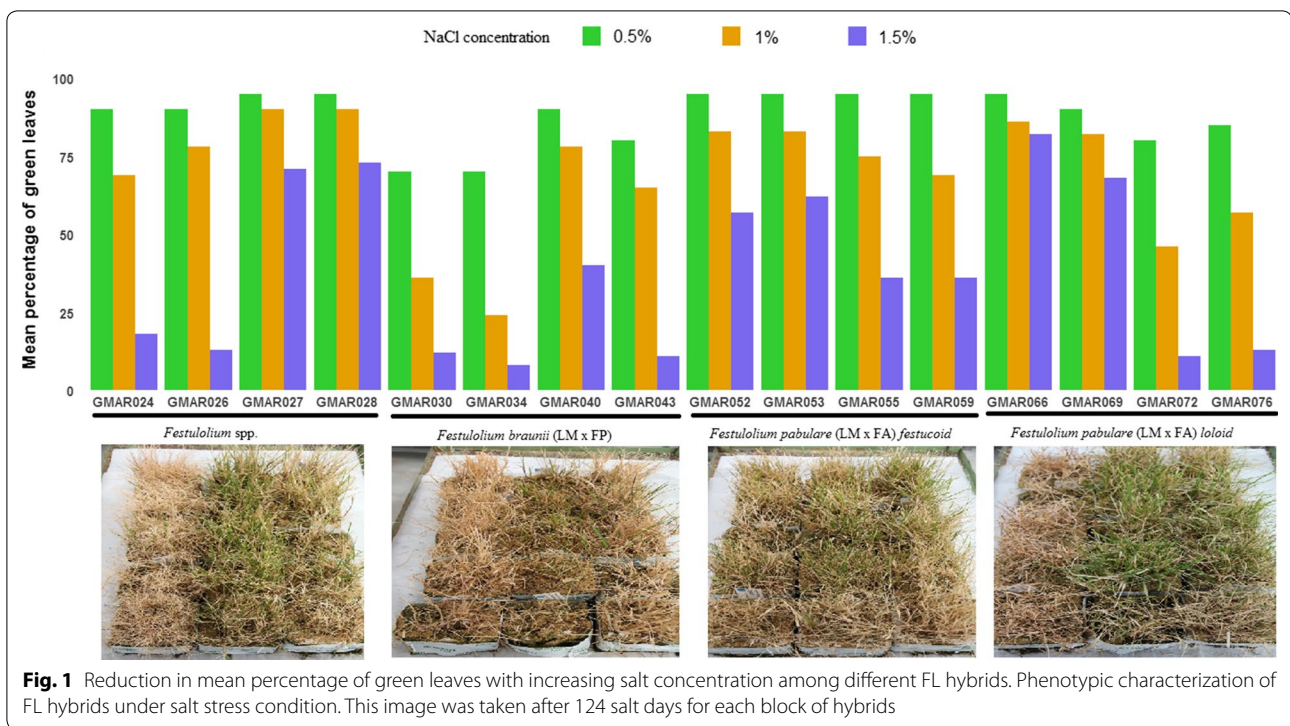 NaCl concentration 0.5% 1% 1.5%
Mean percentage of green leaves
100
75
50
25
0
GMAR024 GMAR026 GMAR027 GMAR028 GMAR030 GMAR034 GMAR040 GMAR043 GMAR052 GMAR053 GMAR055 GMAR059 GMAR066 GMAR069 GMAR072 GMAR076
Festulolium spp. Festulolium braunii (LM x FP) Festulolium pabulare (LM x FA) festucoid Festulolium pabulare (LM x FA) loloid
Fig. 1 Reduction in mean percentage of green leaves with increasing salt concentration among different FL hybrids. Phenotypic characterization of
FL hybrids under salt stress condition. This image was taken after 124 salt days for each block of hybrids